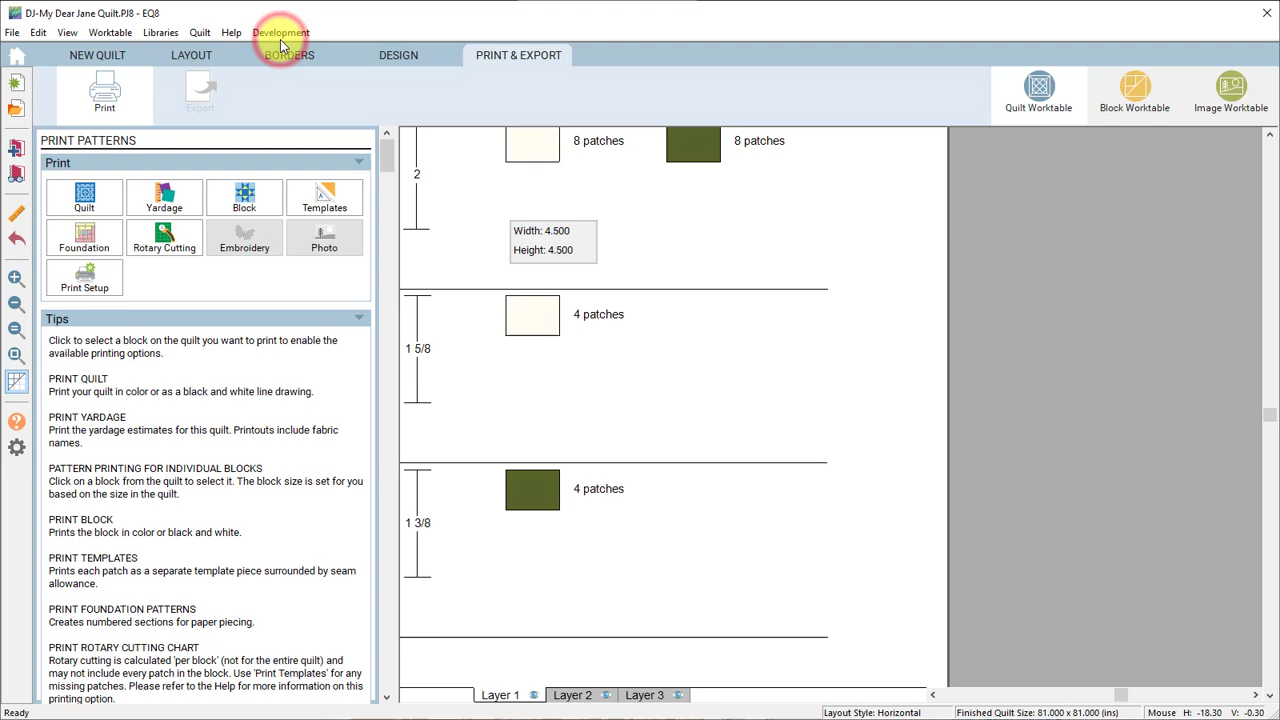 DJ-My Dear Jane Quilt.PJ8 - EQ8
File Edit View Worktable Libraries Quilt Help Development
NEW QUILT LAYOUT BORDERS DESIGN PRINT & EXPORT
Print Export Quilt Worktable Block Worktable Image Worktable
PRINT PATTERNS
Print
Quilt Yardage Block Templates
Foundation Rotary Cutting Embroidery Photo
Print Setup
Tips
Click to select a block on the quilt you want to print to enable the
available printing options.
PRINT QUILT
Print your quilt in color or as a black and white line drawing.
PRINT YARDAGE
Print the yardage estimates for this quilt. Printouts include fabric
names.
PATTERN PRINTING FOR INDIVIDUAL BLOCKS
Click on a block from the quilt to select it. The block size is set for you
based on the size in the quilt.
PRINT BLOCK
Prints the block in color or black and white.
PRINT TEMPLATES
Prints each patch as a separate template piece surrounded by seam
allowance.
PRINT FOUNDATION PATTERNS
Creates numbered sections for paper piecing.
PRINT ROTARY CUTTING CHART
Rotary cutting is calculated 'per block' (not for the entire quilt) and
may not include every patch in the block. Use 'Print Templates' for any
missing patches. Please refer to the Help for more information on this
printing option.
8 patches 8 patches
2
Width: 4.500
Height: 4.500
4 patches
1 5/8
4 patches
1 3/8
Layer 1 Layer 2 Layer 3
Ready Layout Style: Horizontal Finished Quilt Size: 81.000 x 81.000 (ins) Mouse H: -18.30 V: -0.30